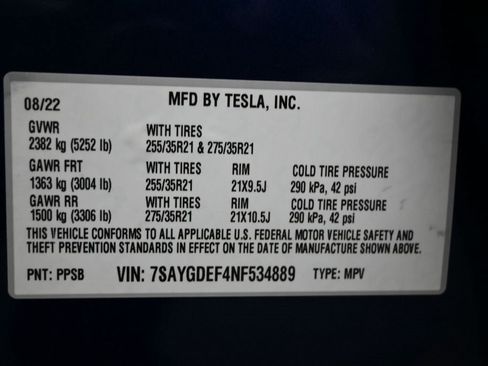 08/22 MFD BY TESLA, INC.
GVWR WITH TIRES
2382 kg (5252 lb) 255/35R21 & 275/35R21
GAWR FRT WITH TIRES RIM COLD TIRE PRESSURE
1363 kg (3004 lb) 255/35R21 21X9.5J 290 kPa, 42 psi
GAWR RR WITH TIRES RIM COLD TIRE PRESSURE
1500 kg (3306 lb) 275/35R21 21X10.5J 290 kPa, 42 psi
THIS VEHICLE CONFORMS TO ALL APPLICABLE U.S. FEDERAL MOTOR VEHICLE SAFETY AND
THEFT PREVENTION STANDARDS IN EFFECT ON THE DATE OF MANUFACTURE SHOWN ABOVE.
PNT: PPSB VIN: 7SAYGDEF4NF534889 TYPE: MPV